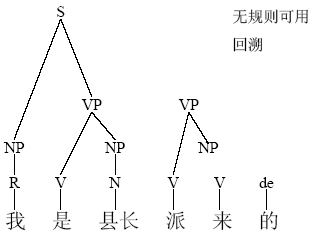 S
无规则可用
回溯
VP VP
NP NP NP
R V N V V de
我 是 县长 派 来 的